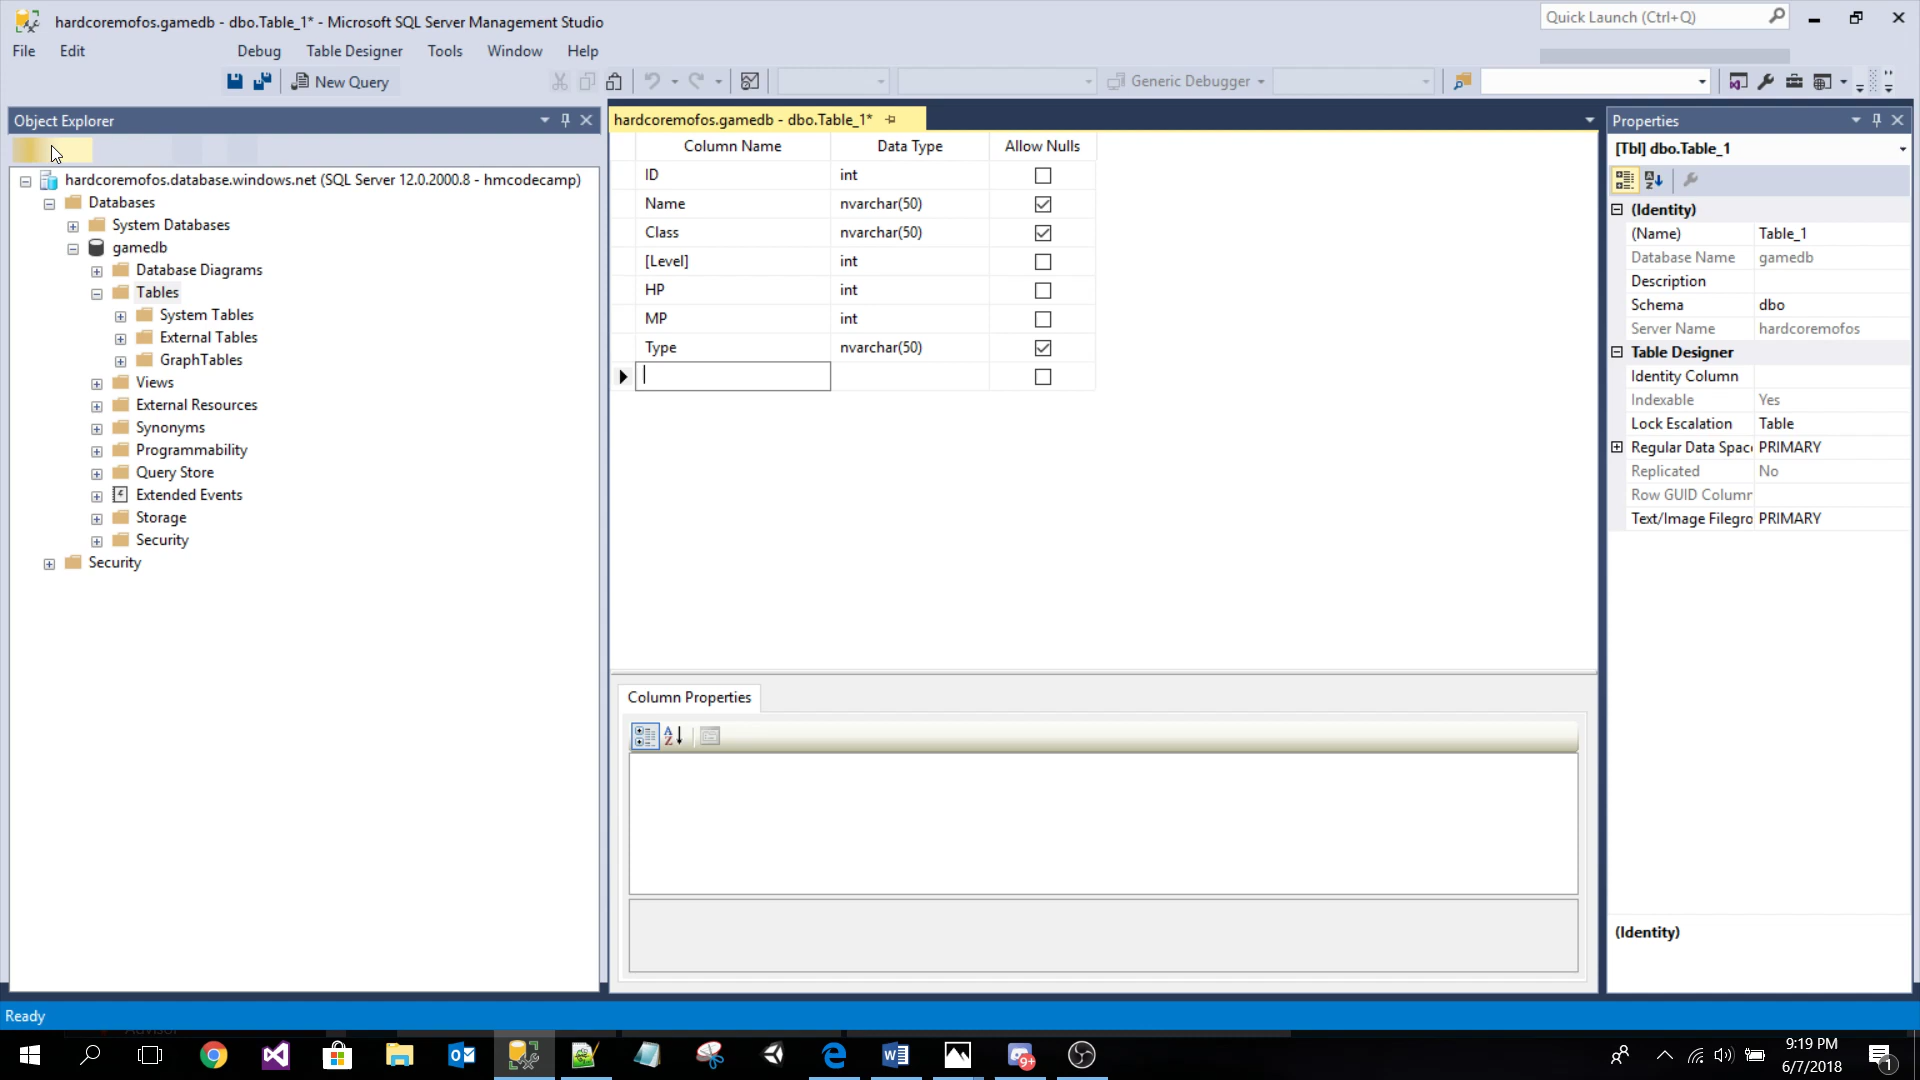 hardcoremofos.gamedb - dbo.Table_1* - Microsoft SQL Server Management Studio
Quick Launch (Ctrl+Q)
File Edit Debug Table Designer Tools Window Help
New Query
Generic Debugger
Object Explorer
hardcoremofos.database.windows.net (SQL Server 12.0.2000.8 - hmcodecamp)
Databases
System Databases
gamedb
Database Diagrams
Tables
System Tables
External Tables
GraphTables
Views
External Resources
Synonyms
Programmability
Query Store
Extended Events
Storage
Security
Security
hardcoremofos.gamedb - dbo.Table_1*
Column Name Data Type Allow Nulls
ID int
Name nvarchar(50)
Class nvarchar(50)
[Level] int
HP int
MP int
Type nvarchar(50)
Column Properties
Properties
[Tbl] dbo.Table_1
(Identity)
(Name) Table_1
Database Name gamedb
Description
Schema dbo
Server Name hardcoremofos
Table Designer
Identity Column
Indexable Yes
Lock Escalation Table
Regular Data Spac PRIMARY
Replicated No
Row GUID Column
Text/Image Filegro PRIMARY
(Identity)
Ready
9+
9:19 PM
6/7/2018
1